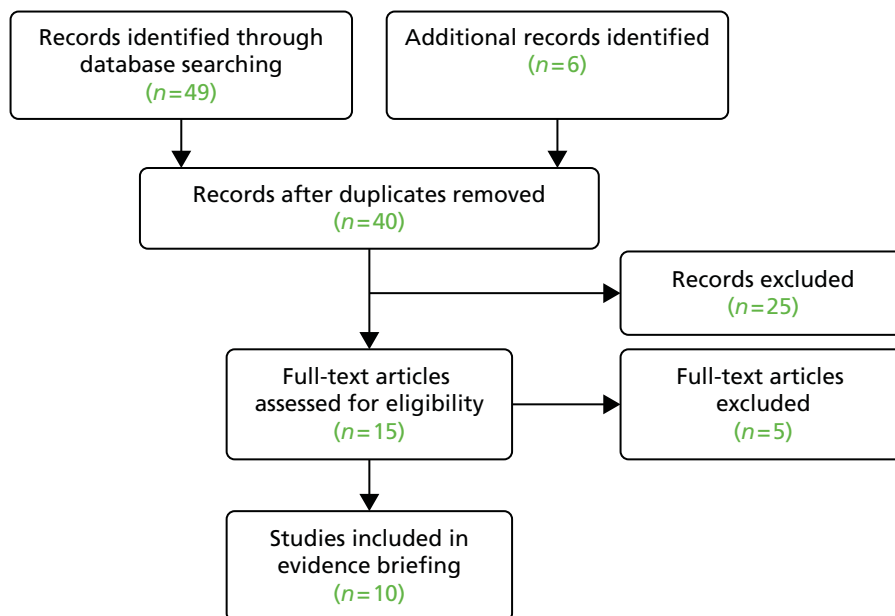 Records identified through
database searching
(n=49)
Additional records identified
(n=6)
Records after duplicates removed
(n=40)
Records excluded
(n=25)
Full-text articles
assessed for eligibility
(n=15)
Full-text articles
excluded
(n=5)
Studies included in
evidence briefing
(n=10)